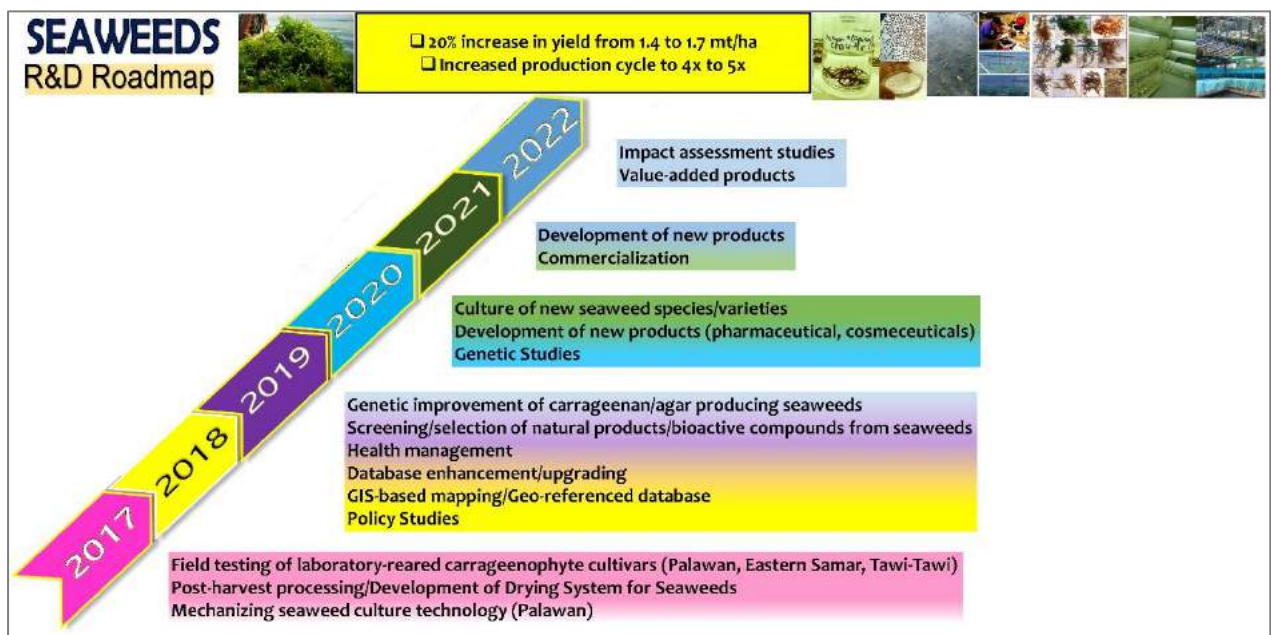 SEAWEEDS
R&D Roadmap
❑ 20% increase in yield from 1.4 to 1.7 mt/ha
❑ Increased production cycle to 4x to 5x
2022
Impact assessment studies
Value-added products
2021
Development of new products
Commercialization
2020
Culture of new seaweed species/varieties
Development of new products (pharmaceutical, cosmeceuticals)
Genetic Studies
2019
Genetic improvement of carrageenan/agar producing seaweeds
Screening/selection of natural products/bioactive compounds from seaweeds
Health management
Database enhancement/upgrading
GIS-based mapping/Geo-referenced database
Policy Studies
2018
2017
Field testing of laboratory-reared carrageenophyte cultivars (Palawan, Eastern Samar, Tawi-Tawi)
Post-harvest processing/Development of Drying System for Seaweeds
Mechanizing seaweed culture technology (Palawan)